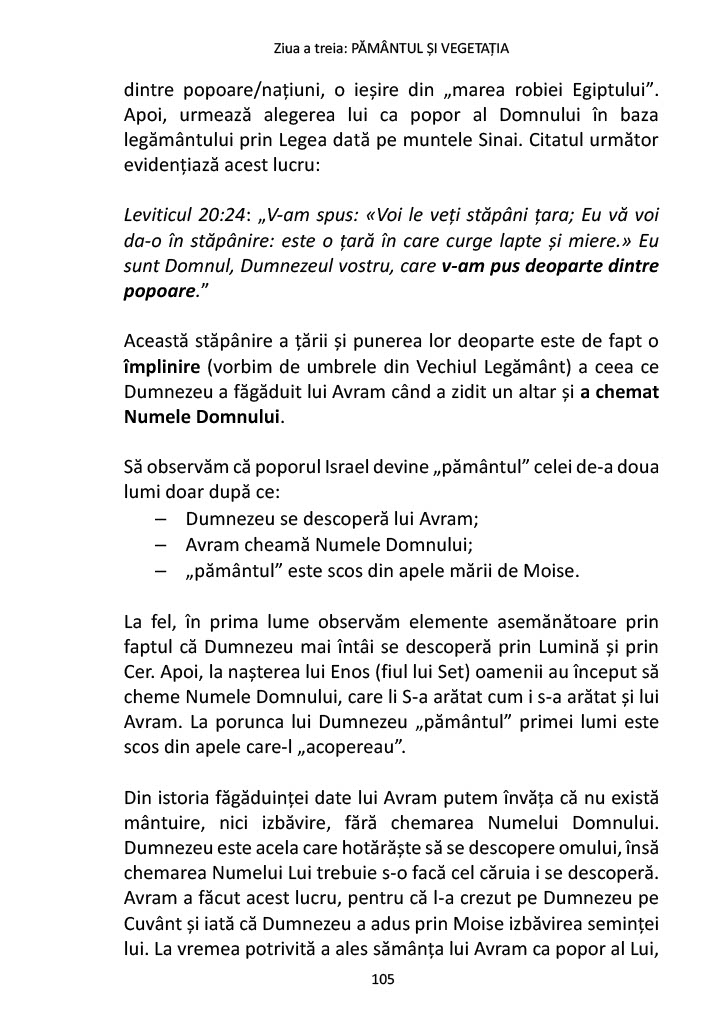 Ziua a treia: PĂMÂNTUL ȘI VEGETAȚIA
dintre popoare/națiuni, o ieșire din „marea robiei Egiptului”.
Apoi, urmează alegerea lui ca popor al Domnului în baza
legământului prin Legea dată pe muntele Sinai. Citatul următor
evidențiază acest lucru:
Leviticul 20:24: „V-am spus: «Voi le veți stăpâni țara; Eu vă voi
da-o în stăpânire: este o țară în care curge lapte și miere.» Eu
sunt Domnul, Dumnezeul vostru, care v-am pus deoparte dintre
popoare.”
Această stăpânire a țării și punerea lor deoparte este de fapt o
împlinire (vorbim de umbrele din Vechiul Legământ) a ceea ce
Dumnezeu a făgăduit lui Avram când a zidit un altar și a chemat
Numele Domnului.
Să observăm că poporul Israel devine „pământul” celei de-a doua
lumi doar după ce:
– Dumnezeu se descoperă lui Avram;
– Avram cheamă Numele Domnului;
– „pământul” este scos din apele mării de Moise.
La fel, în prima lume observăm elemente asemănătoare prin
faptul că Dumnezeu mai întâi se descoperă prin Lumină și prin
Cer. Apoi, la nașterea lui Enos (fiul lui Set) oamenii au început să
cheme Numele Domnului, care li S-a arătat cum i s-a arătat și lui
Avram. La porunca lui Dumnezeu „pământul” primei lumi este
scos din apele care-l „acopereau”.
Din istoria făgăduinței date lui Avram putem învăța că nu există
mântuire, nici izbăvire, fără chemarea Numelui Domnului.
Dumnezeu este acela care hotărăște să se descopere omului, însă
chemarea Numelui Lui trebuie s-o facă cel căruia i se descoperă.
Avram a făcut acest lucru, pentru că l-a crezut pe Dumnezeu pe
Cuvânt și iată că Dumnezeu a adus prin Moise izbăvirea seminței
lui. La vremea potrivită a ales sămânța lui Avram ca popor al Lui,
105